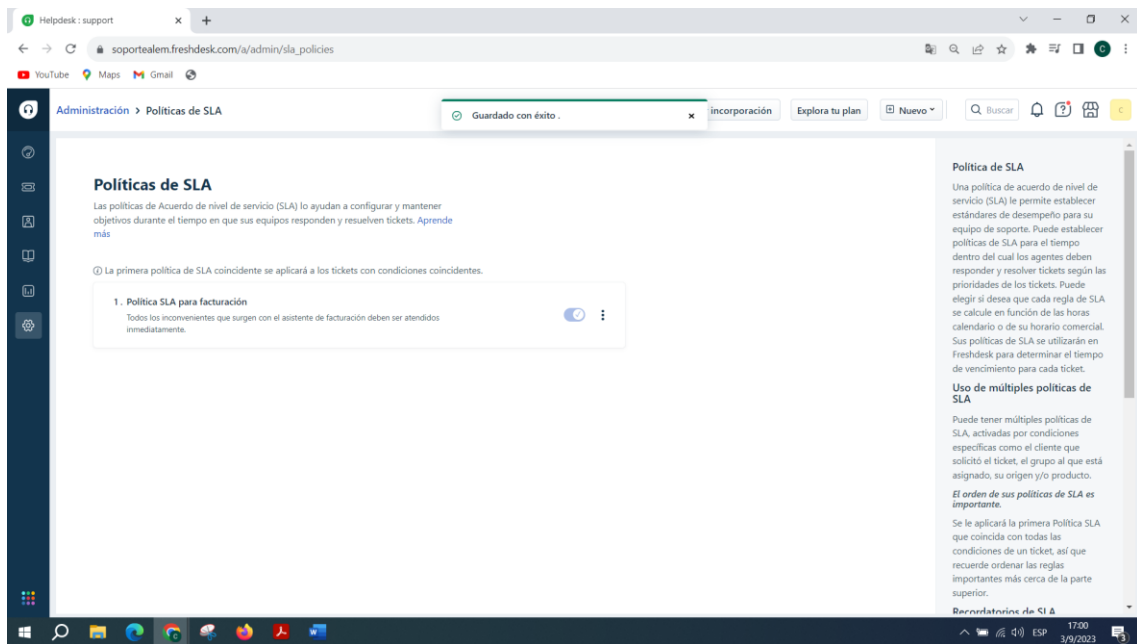 Helpdesk : support
soportealem.freshdesk.com/a/admin/sla_policies
YouTube Maps Gmail
Administración > Políticas de SLA
Guardado con éxito .
incorporación
Explora tu plan
Nuevo
Buscar
C
Políticas de SLA
Las políticas de Acuerdo de nivel de servicio (SLA) lo ayudan a configurar y mantener
objetivos durante el tiempo en que sus equipos responden y resuelven tickets. Aprende
más
La primera política de SLA coincidente se aplicará a los tickets con condiciones coincidentes.
1 . Política SLA para facturación
Todos los inconvenientes que surgen con el asistente de facturación deben ser atendidos
inmediatamente.
Política de SLA
Una política de acuerdo de nivel de
servicio (SLA) le permite establecer
estándares de desempeño para su
equipo de soporte. Puede establecer
políticas de SLA para el tiempo
dentro del cual los agentes deben
responder y resolver tickets según las
prioridades de los tickets. Puede
elegir si desea que cada regla de SLA
se calcule en función de las horas
calendario o de su horario comercial.
Sus políticas de SLA se utilizarán en
Freshdesk para determinar el tiempo
de vencimiento para cada ticket.
Uso de múltiples políticas de
SLA
Puede tener múltiples políticas de
SLA, activadas por condiciones
específicas como el cliente que
solicitó el ticket, el grupo al que está
asignado, su origen y/o producto.
El orden de sus políticas de SLA es
importante.
Se le aplicará la primera Política SLA
que coincida con todas las
condiciones de un ticket, así que
recuerde ordenar las reglas
importantes más cerca de la parte
superior.
Recordatorios de SLA
ESP
17:00
3/9/2023